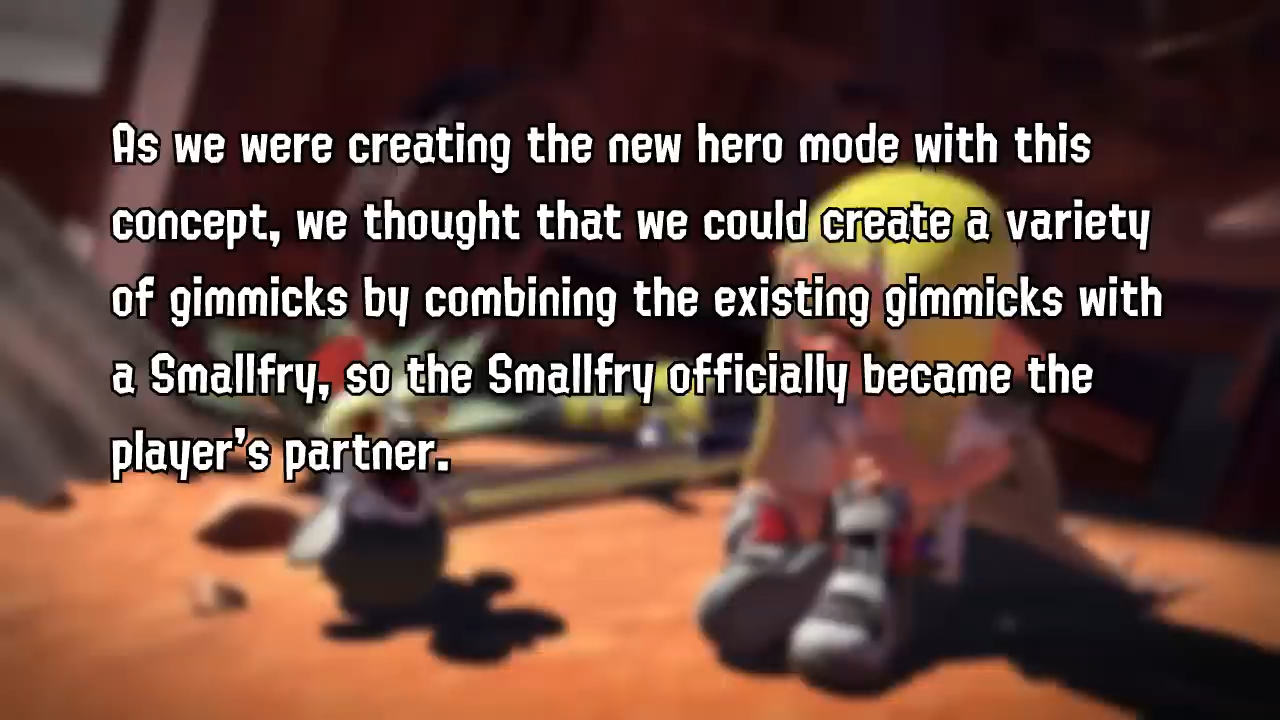 As we were creating the new hero mode with this
concept, we thought that we could create a variety
of gimmicks by combining the existing gimmicks with
a Smallfry, so the Smallfry officially became the
player's partner.